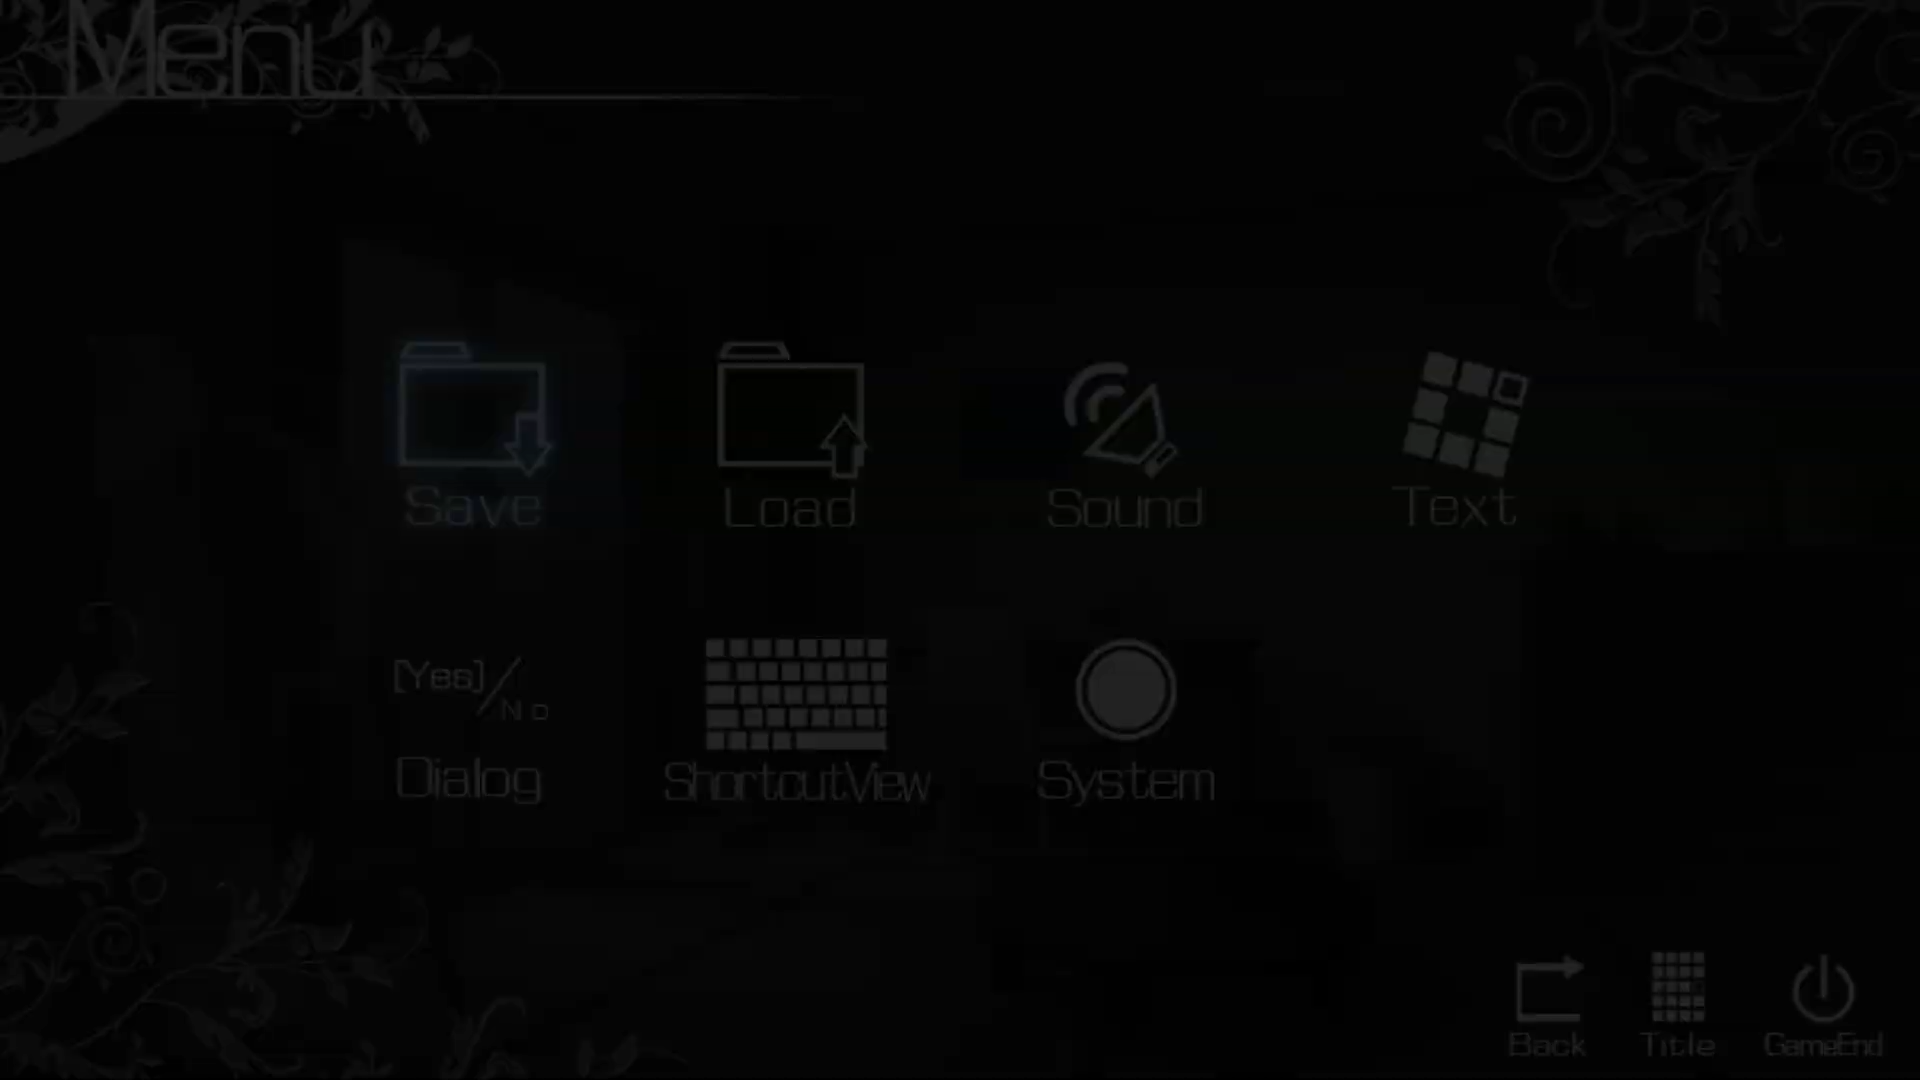 Menu
Save Load Sound Text
[Yes]/No
Dialog ShortcutView System
Back Title GameEnd